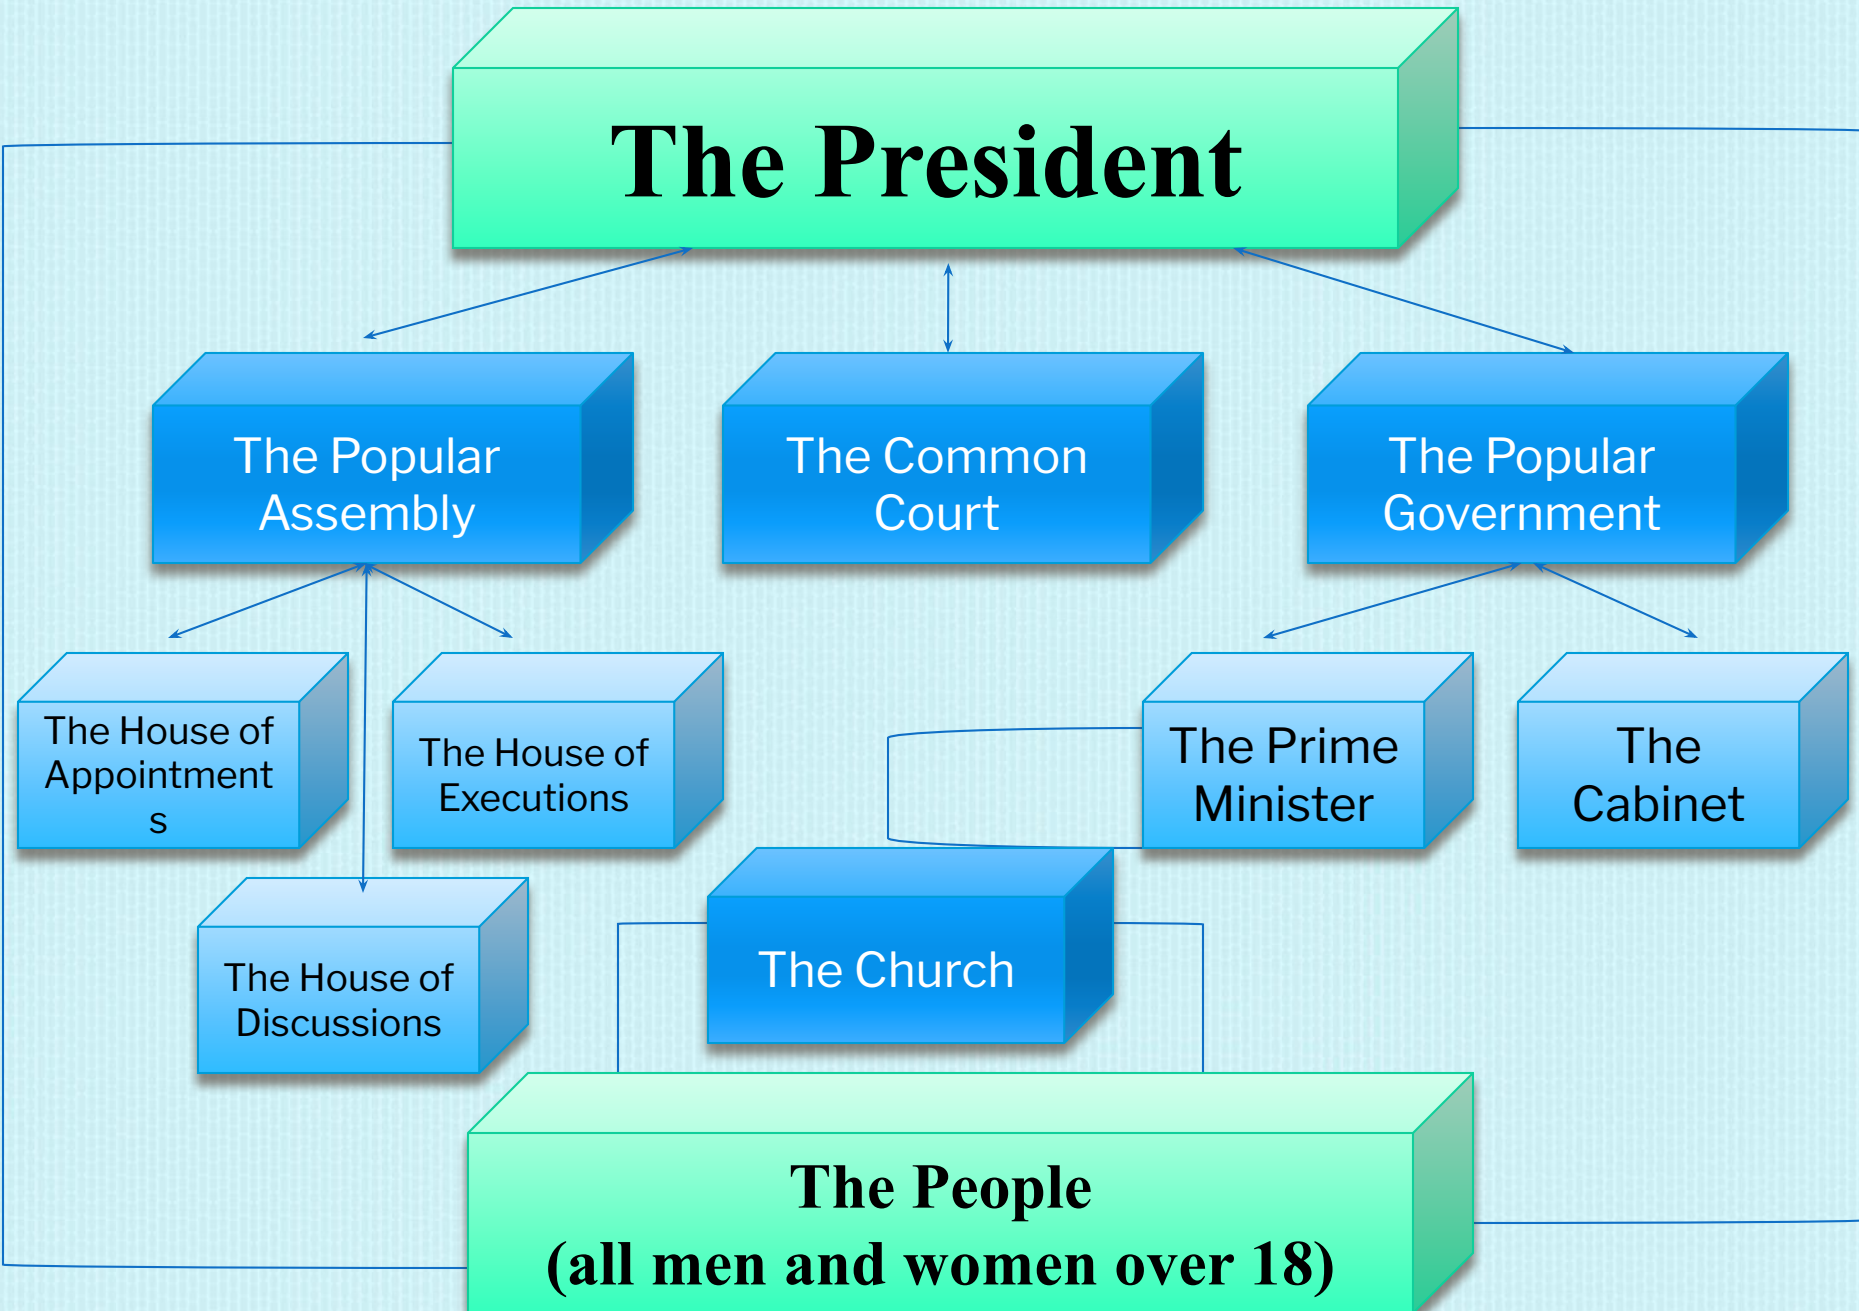 The President
The Popular
Assembly
The Common
Court
The Popular
Government
The House of
Appointment
s
The House of
Executions
The Prime
Minister
The
Cabinet
The House of
Discussions
The Church
The People
(all men and women over 18)